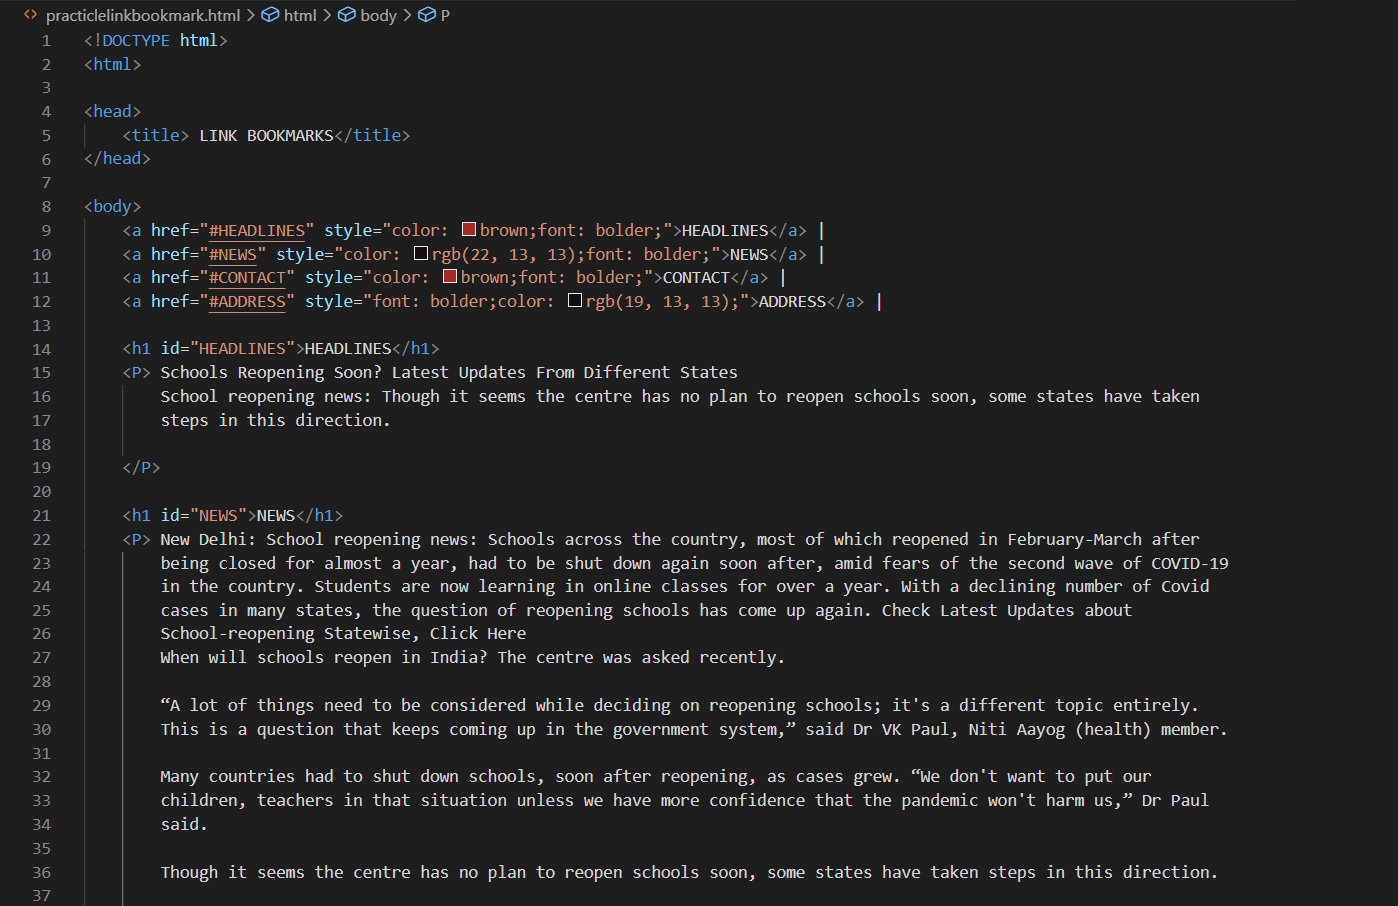 <> practiclelinkbookmark.html > html > body > P
1 <!DOCTYPE html>
2 <html>
3
4 <head>
5     <title> LINK BOOKMARKS</title>
6 </head>
7
8 <body>
9     <a href="#HEADLINES" style="color: brown;font: bolder;">HEADLINES</a> |
10     <a href="#NEWS" style="color: rgb(22, 13, 13);font: bolder;">NEWS</a> |
11     <a href="#CONTACT" style="color: brown;font: bolder;">CONTACT</a> |
12     <a href="#ADDRESS" style="font: bolder;color: rgb(19, 13, 13);">ADDRESS</a> |
13
14     <h1 id="HEADLINES">HEADLINES</h1>
15     <P> Schools Reopening Soon? Latest Updates From Different States
16         School reopening news: Though it seems the centre has no plan to reopen schools soon, some states have taken
17         steps in this direction.
18
19     </P>
20
21     <h1 id="NEWS">NEWS</h1>
22     <P> New Delhi: School reopening news: Schools across the country, most of which reopened in February-March after
23         being closed for almost a year, had to be shut down again soon after, amid fears of the second wave of COVID-19
24         in the country. Students are now learning in online classes for over a year. With a declining number of Covid
25         cases in many states, the question of reopening schools has come up again. Check Latest Updates about
26         School-reopening Statewise, Click Here
27         When will schools reopen in India? The centre was asked recently.
28
29         “A lot of things need to be considered while deciding on reopening schools; it's a different topic entirely.
30         This is a question that keeps coming up in the government system,” said Dr VK Paul, Niti Aayog (health) member.
31
32         Many countries had to shut down schools, soon after reopening, as cases grew. “We don't want to put our
33         children, teachers in that situation unless we have more confidence that the pandemic won't harm us,” Dr Paul
34         said.
35
36         Though it seems the centre has no plan to reopen schools soon, some states have taken steps in this direction.
37